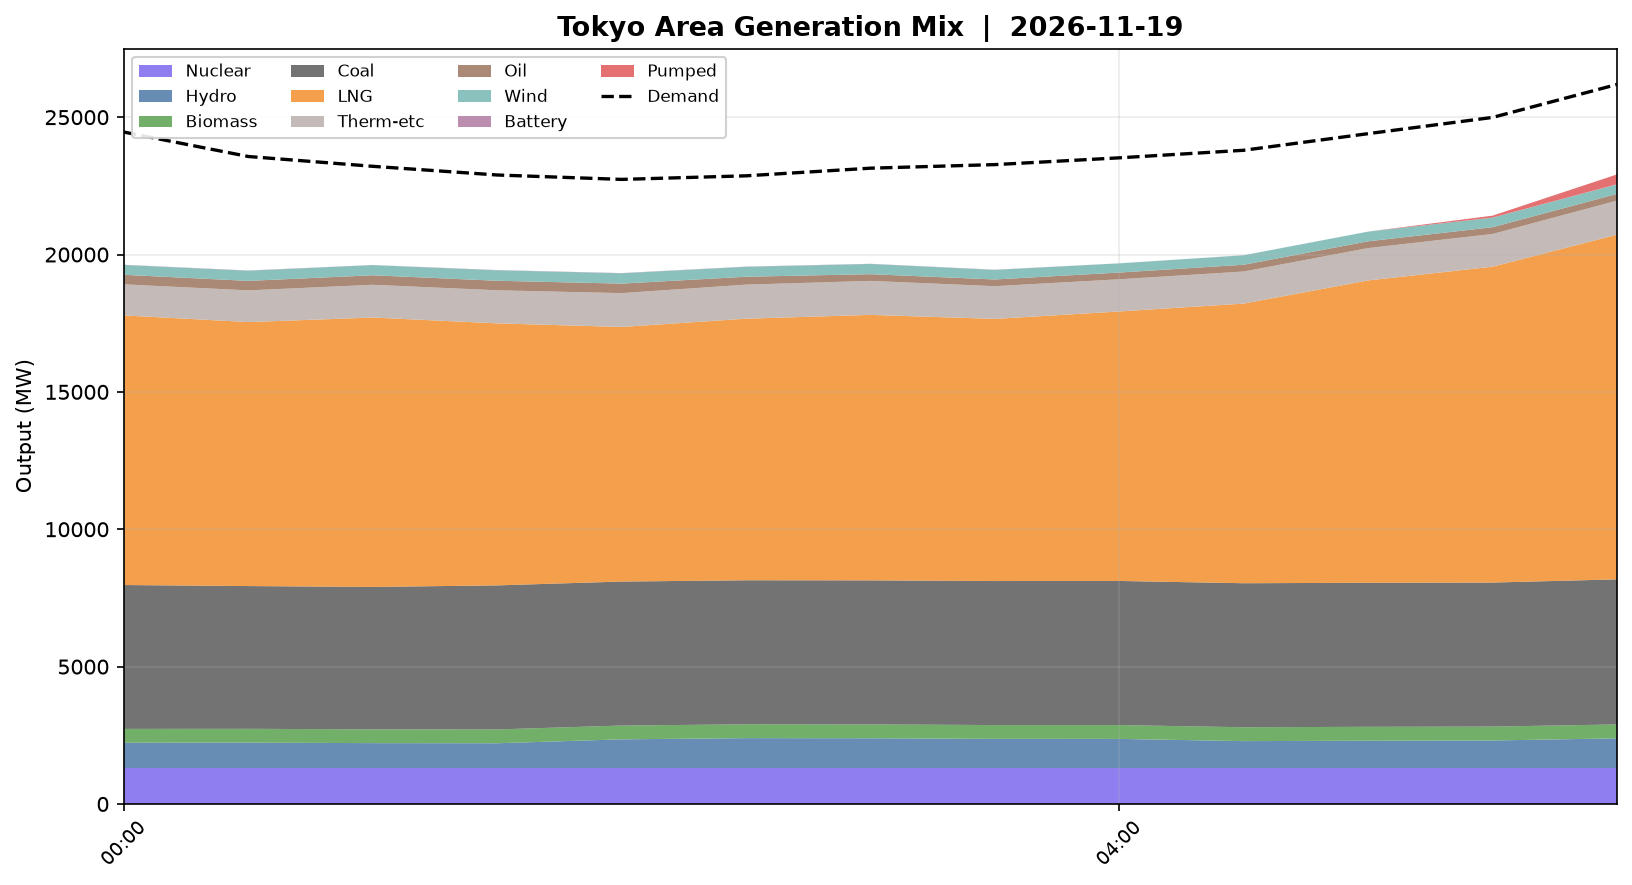 Tokyo Area Generation Mix  |  2026-11-19
Nuclear
Hydro
Biomass
Coal
LNG
Therm-etc
Oil
Wind
Battery
Pumped
Demand
Output (MW)
25000
20000
15000
10000
5000
0
00:00
04:00